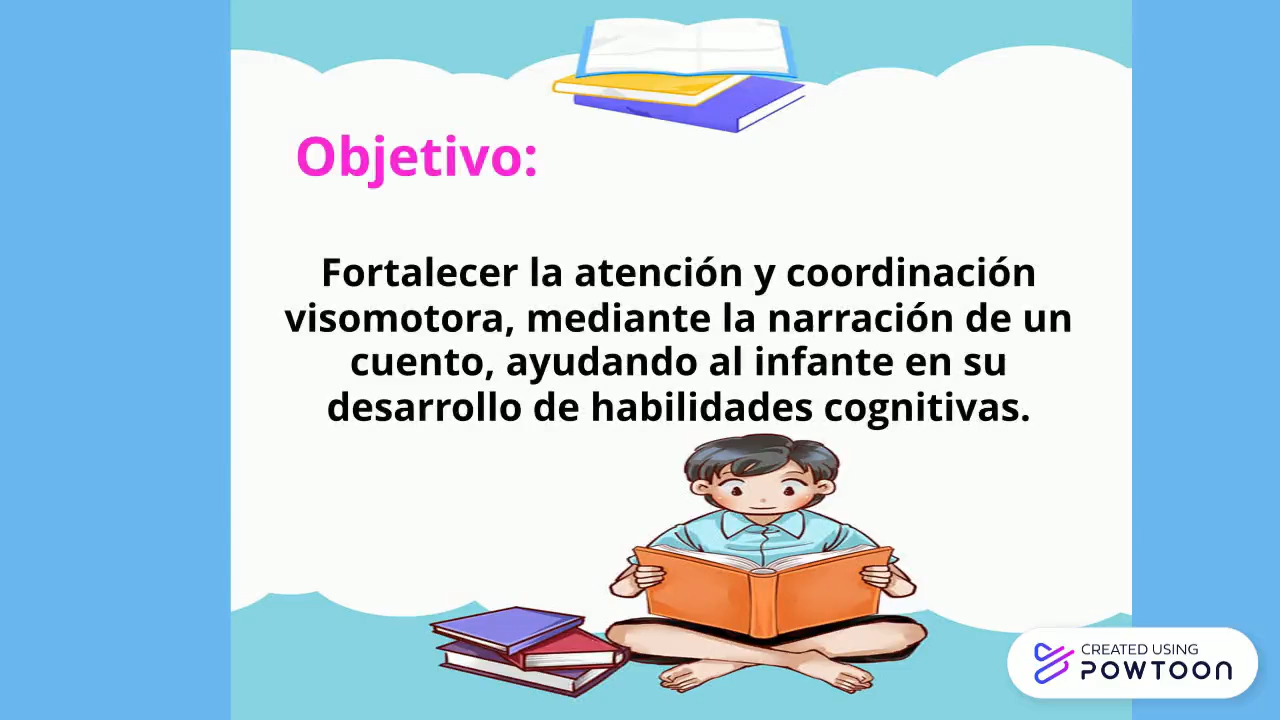 Objetivo:
Fortalecer la atención y coordinación
visomotora, mediante la narración de un
cuento, ayudando al infante en su
desarrollo de habilidades cognitivas.
CREATED USING
POWTOON